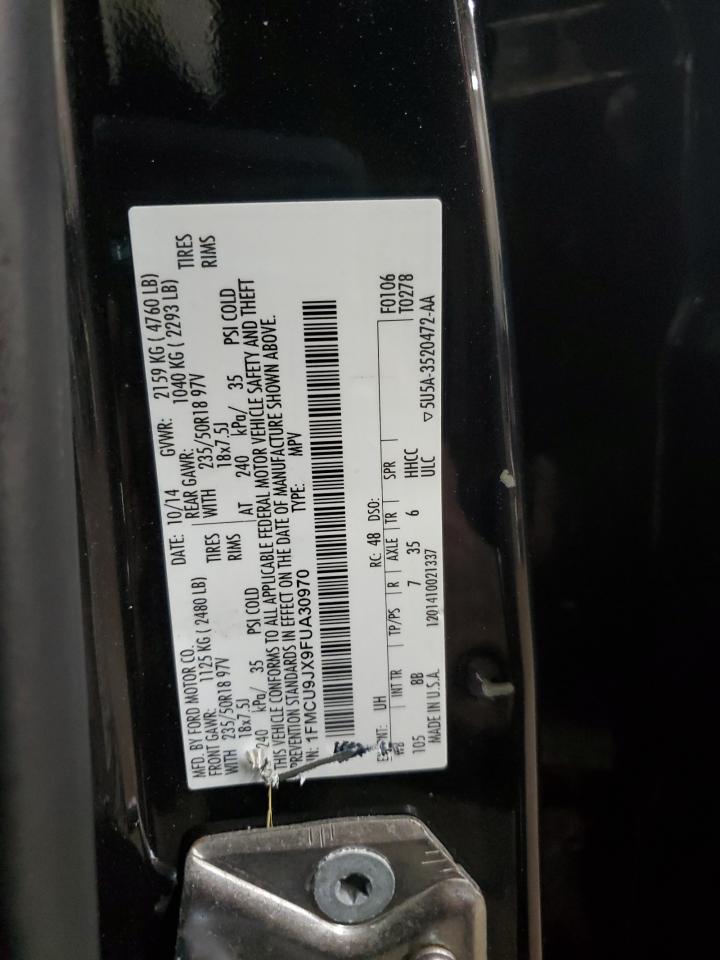 MFD. BY FORD MOTOR CO. DATE: 10/14 GVWR: 2159 KG ( 4760 LB)
FRONT GAWR: 1125 KG ( 2480 LB) REAR GAWR: 1040 KG ( 2293 LB)
WITH 235/50R18 97V TIRES WITH 235/50R18 97V TIRES
18x7.5J RIMS 18x7.5J RIMS
240 kPa/ 35 PSI COLD AT 240 kPa/ 35 PSI COLD
THIS VEHICLE CONFORMS TO ALL APPLICABLE FEDERAL MOTOR VEHICLE SAFETY AND THEFT
PREVENTION STANDARDS IN EFFECT ON THE DATE OF MANUFACTURE SHOWN ABOVE.
1FMCU9JX9FUA30970 TYPE: MPV
UH RC: 48 DSO: F0106
WB INT TR TP/PS R AXLE TR SPR T0278
105 8B 7 35 6 HHCC
MADE IN U.S.A. 1201410021337 ULC ▽5U5A-3520472-AA